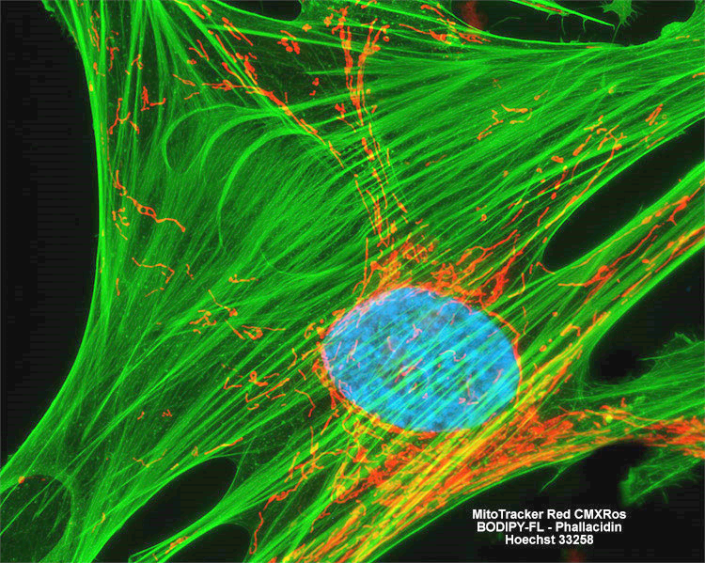 MitoTracker Red CMXRos
BODIPY-FL - Phallacidin
Hoechst 33258